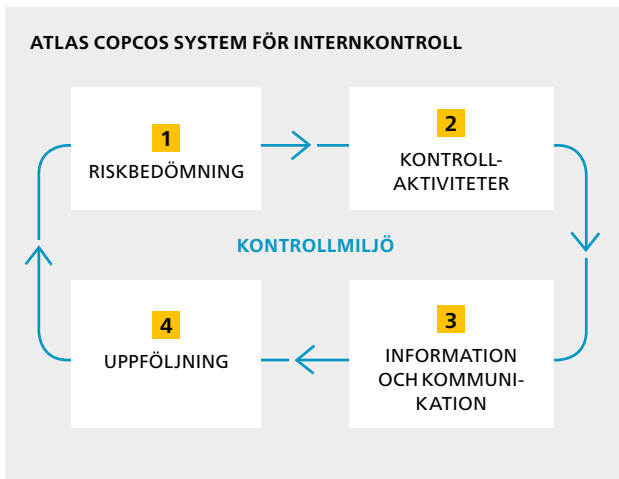 ATLAS COPCOS SYSTEM FÖR INTERNKONTROLL
1
RISKBEDÖMNING
2
KONTROLL-
AKTIVITETER
KONTROLLMILJÖ
4
UPPFÖLJNING
3
INFORMATION
OCH KOMMUNI-
KATION